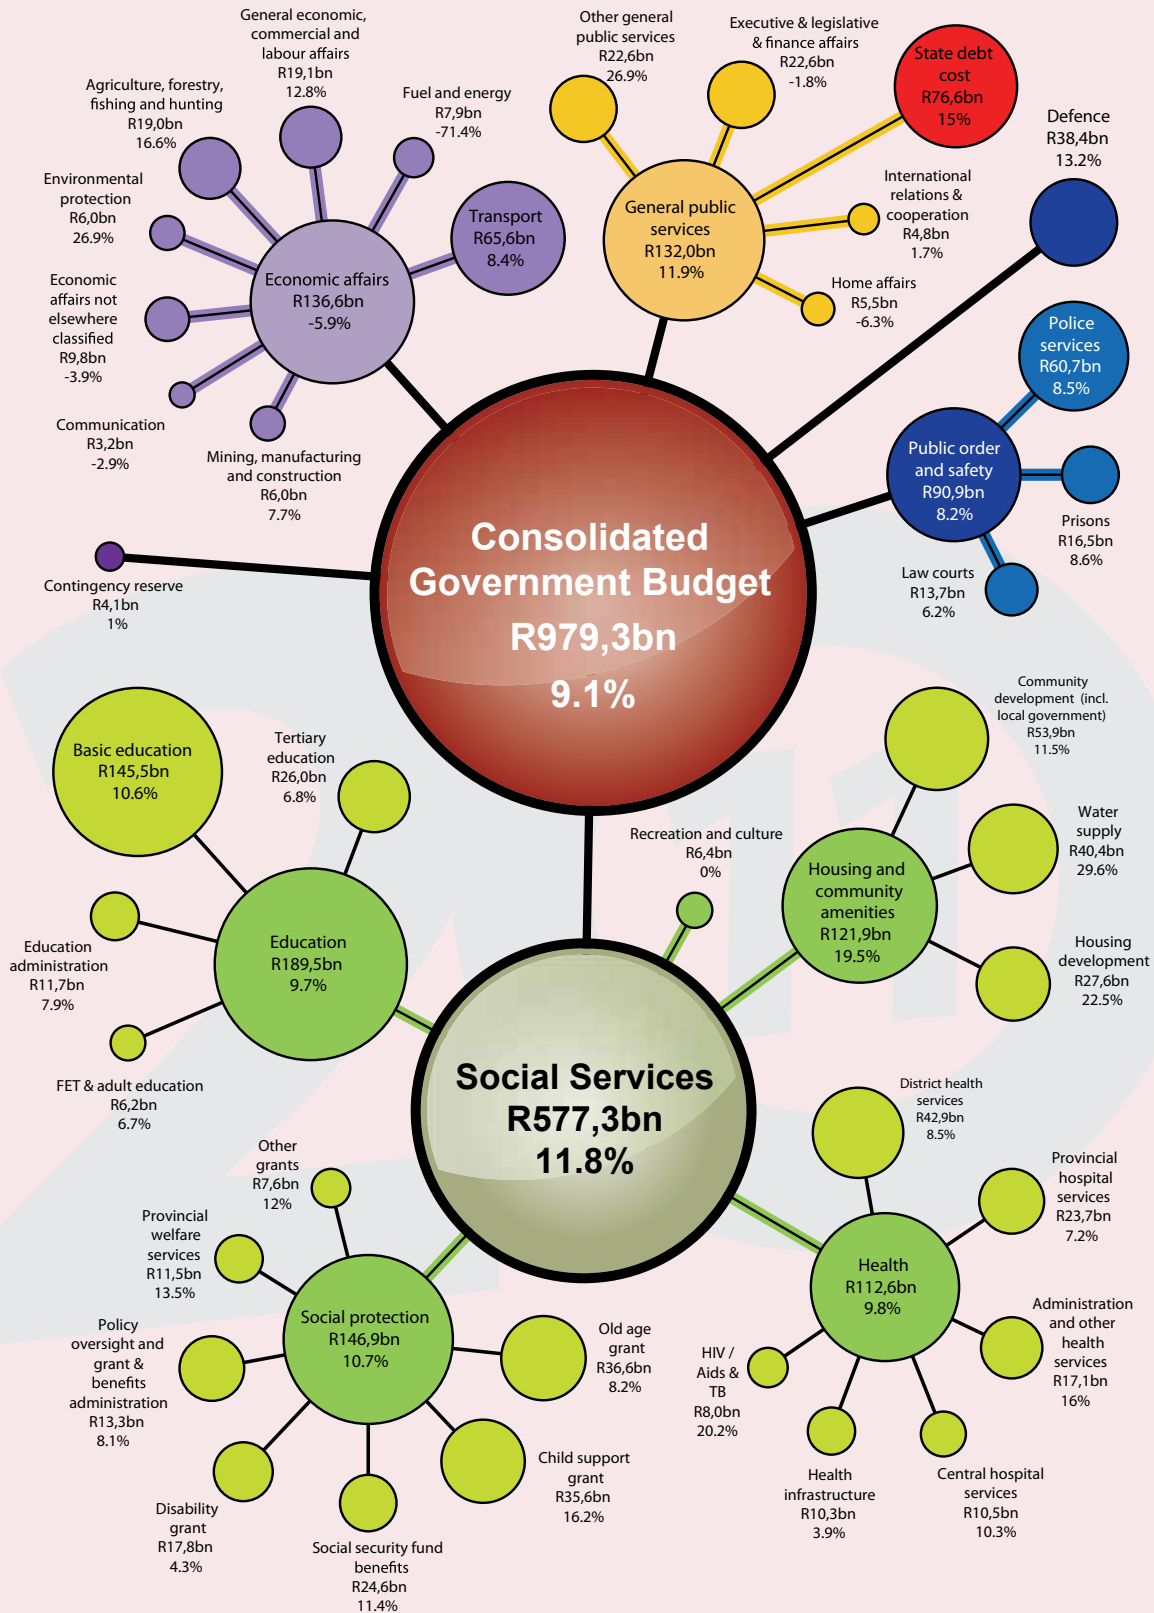 General economic,
commercial and
labour affairs
R19,1bn
12.8%
Agriculture, forestry,
fishing and hunting
R19,0bn
16.6%
Fuel and energy
R7,9bn
-71.4%
Environmental
protection
R6,0bn
26.9%
Transport
R65,6bn
8.4%
Economic affairs
R136,6bn
-5.9%
Economic
affairs not
elsewhere
classified
R9,8bn
-3.9%
Communication
R3,2bn
-2.9%
Mining, manufacturing
and construction
R6,0bn
7.7%
Other general
public services
R22,6bn
26.9%
Executive & legislative
& finance affairs
R22,6bn
-1.8%
State debt
cost
R76,6bn
15%
General public
services
R132,0bn
11.9%
International
relations &
cooperation
R4,8bn
1.7%
Home affairs
R5,5bn
-6.3%
Defence
R38,4bn
13.2%
Police
services
R60,7bn
8.5%
Public order
and safety
R90,9bn
8.2%
Prisons
R16,5bn
8.6%
Law courts
R13,7bn
6.2%
Contingency reserve
R4,1bn
1%
Consolidated
Government Budget
R979,3bn
9.1%
Basic education
R145,5bn
10.6%
Tertiary
education
R26,0bn
6.8%
Education
R189,5bn
9.7%
Education
administration
R11,7bn
7.9%
FET & adult education
R6,2bn
6.7%
Recreation and culture
R6,4bn
0%
Community
development (incl.
local government)
R53,9bn
11.5%
Water
supply
R40,4bn
29.6%
Housing and
community
amenities
R121,9bn
19.5%
Housing
development
R27,6bn
22.5%
Social Services
R577,3bn
11.8%
Other
grants
R7,6bn
12%
Provincial
welfare
services
R11,5bn
13.5%
Social protection
R146,9bn
10.7%
Policy
oversight and
grant &
benefits
administration
R13,3bn
8.1%
Disability
grant
R17,8bn
4.3%
Social security fund
benefits
R24,6bn
11.4%
Old age
grant
R36,6bn
8.2%
Child support
grant
R35,6bn
16.2%
District health
services
R42,9bn
8.5%
Provincial
hospital
services
R23,7bn
7.2%
Health
R112,6bn
9.8%
Administration
and other
health
services
R17,1bn
16%
HIV /
Aids &
TB
R8,0bn
20.2%
Health
infrastructure
R10,3bn
3.9%
Central hospital
services
R10,5bn
10.3%